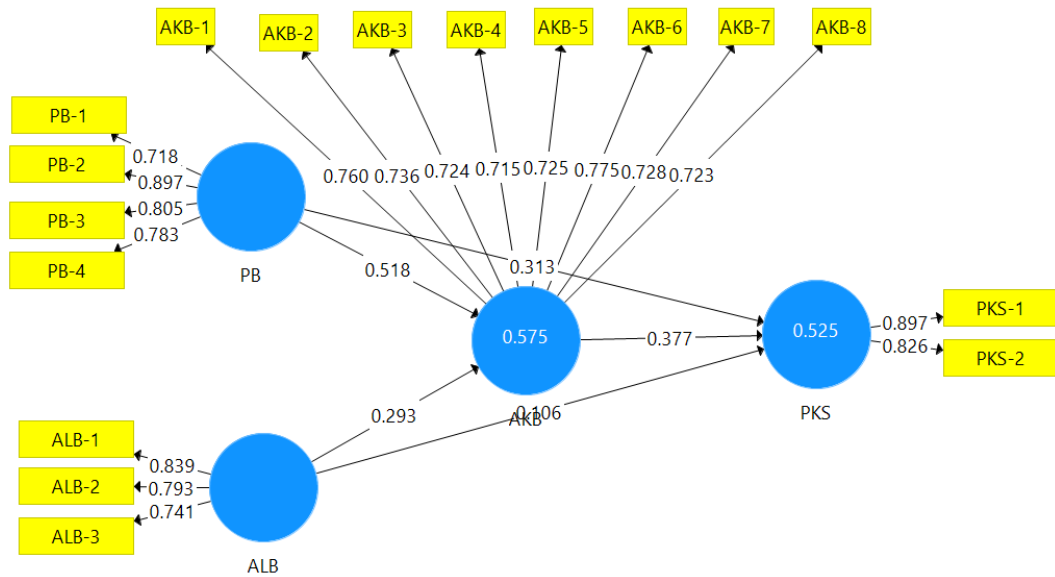 AKB-1
AKB-2
AKB-3
AKB-4
AKB-5
AKB-6
AKB-7
AKB-8
PB-1
PB-2
PB-3
PB-4
0.718
0.897
0.805
0.783
PB
0.760
0.736
0.724
0.715
0.725
0.775
0.728
0.723
0.518
0.313
0.575
AKB
0.377
0.525
PKS
0.897
0.826
PKS-1
PKS-2
0.293
0.106
ALB-1
ALB-2
ALB-3
0.839
0.793
0.741
ALB